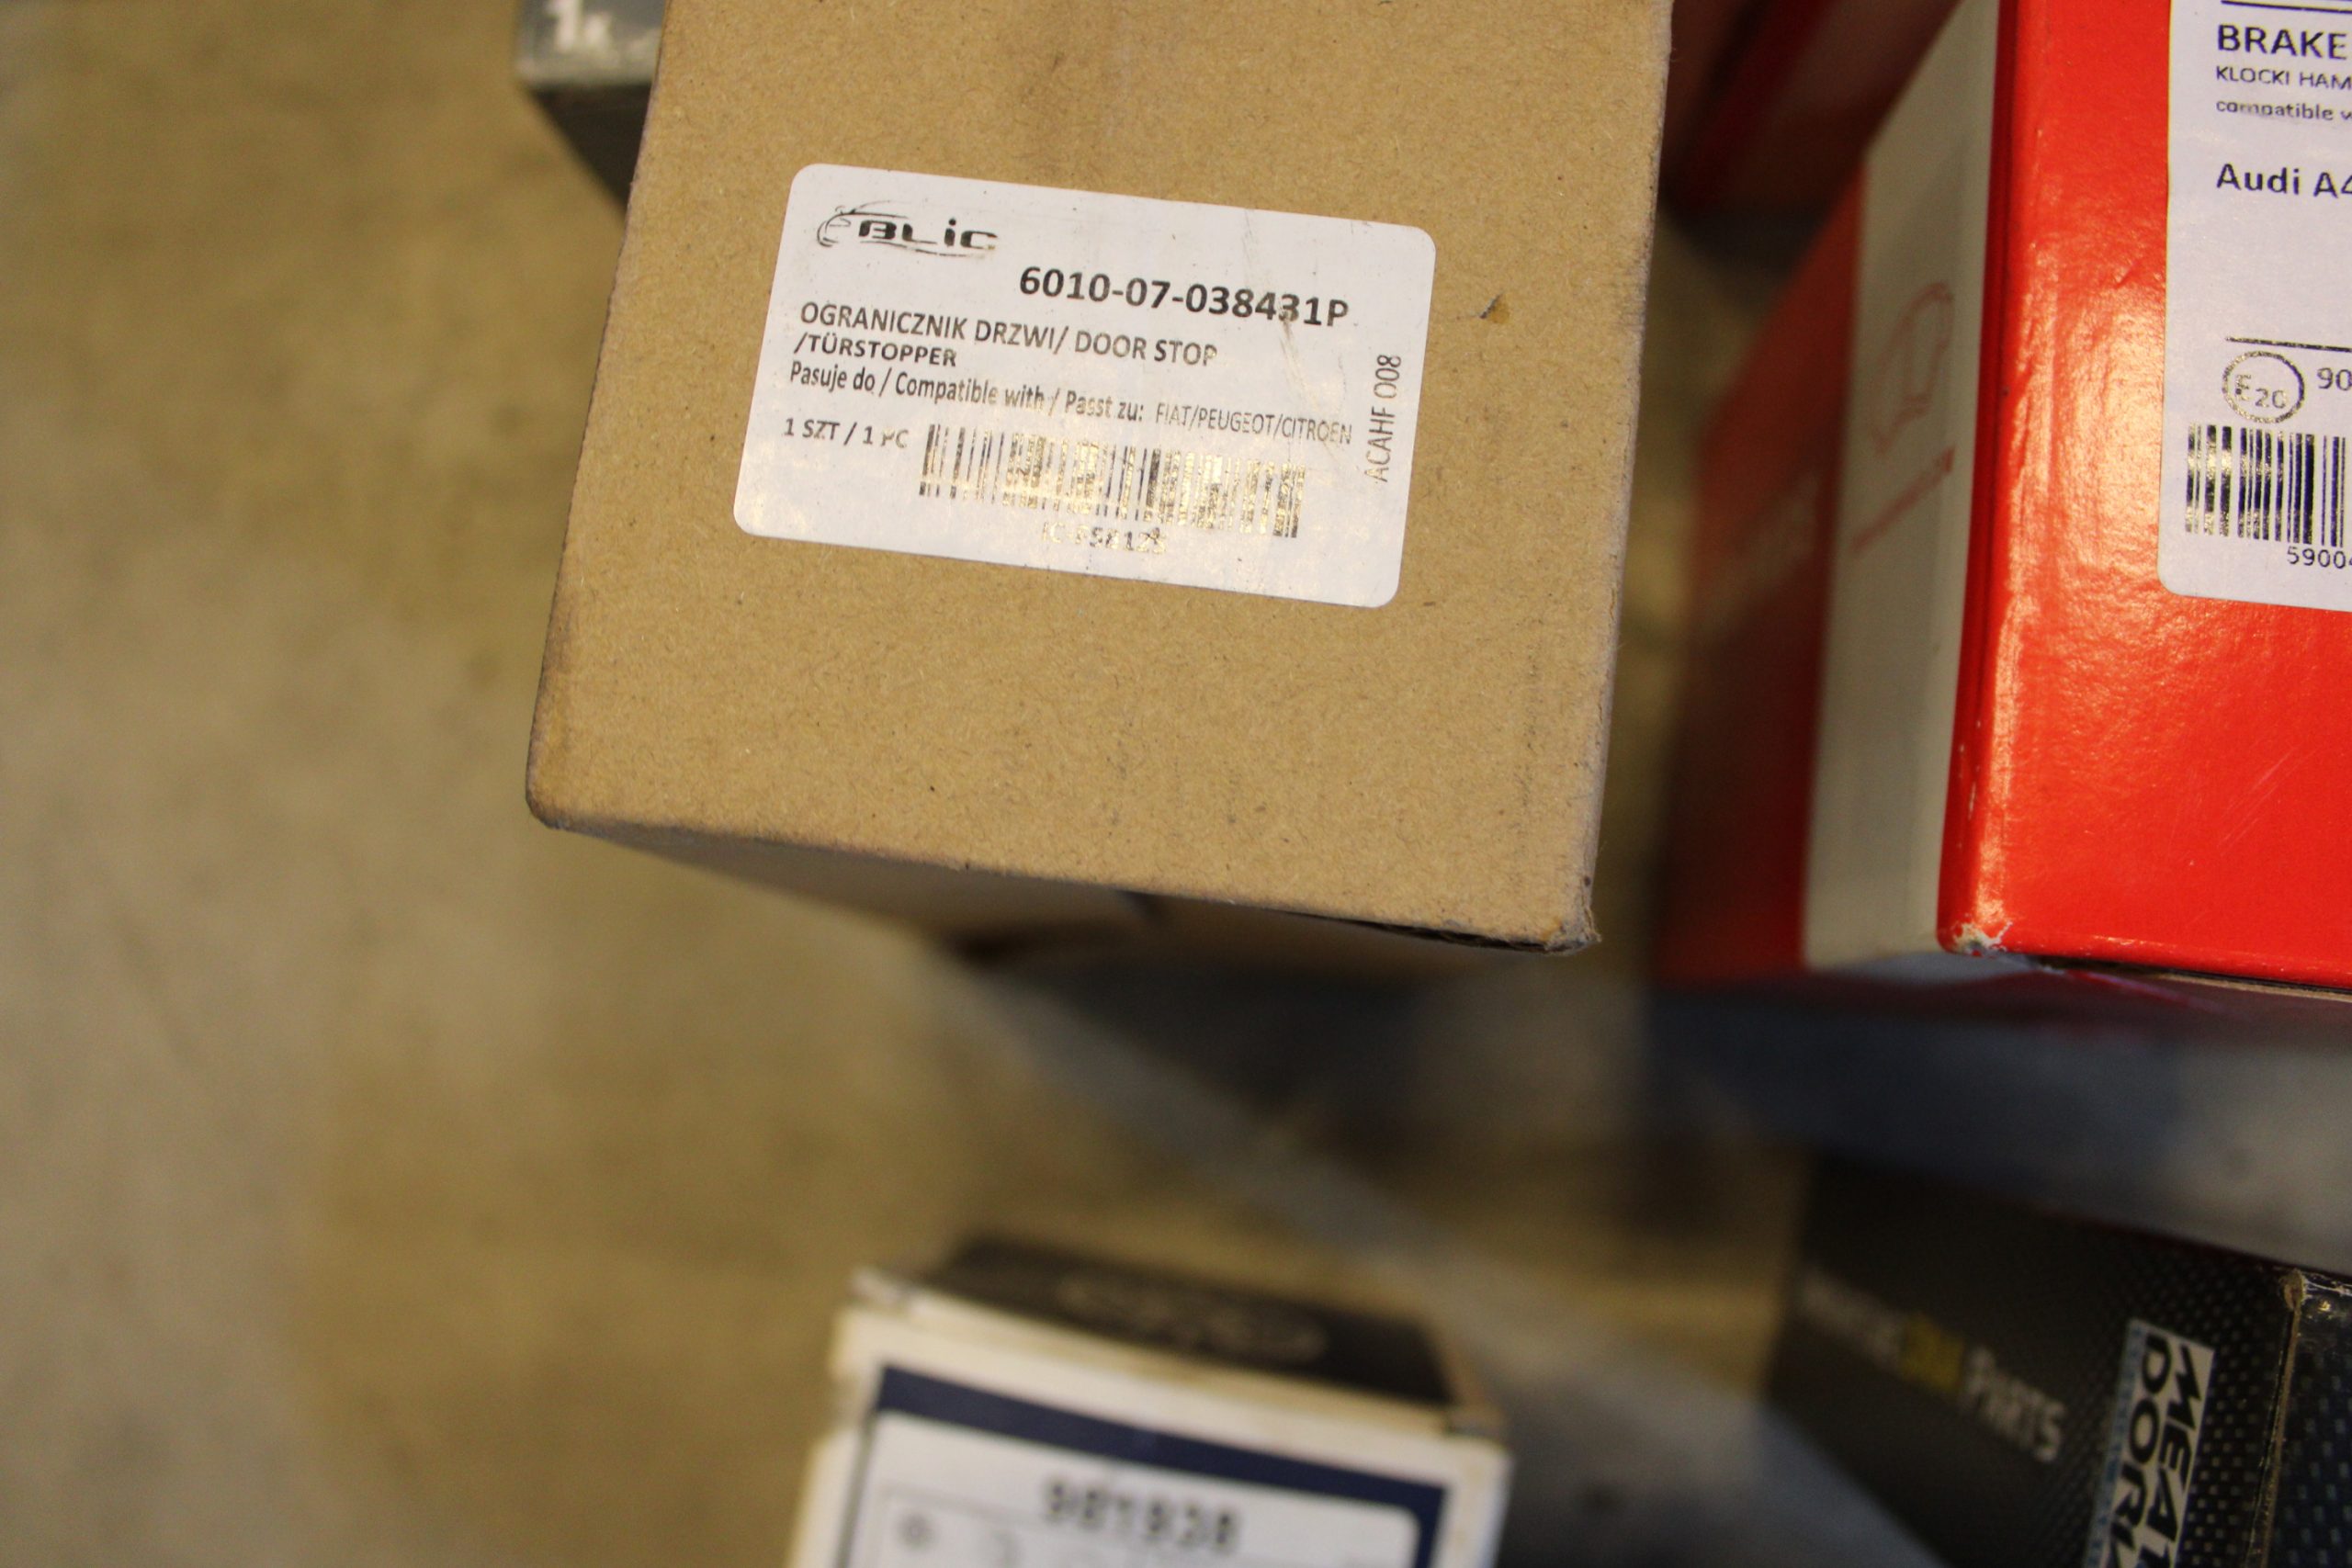 BLiC
6010-07-038431P
OGRANICZNIK DRZWI/ DOOR STOP
/TÜRSTOPPER
Pasuje do / Compatible with / Passt zu: FIAT/PEUGEOT/CITROEN
1 SZT / 1 PC
ACAHF 008
BRAKE
KLOCKI HAM
compatible w
Audi A4
E20
90
5900
PARTS
981938